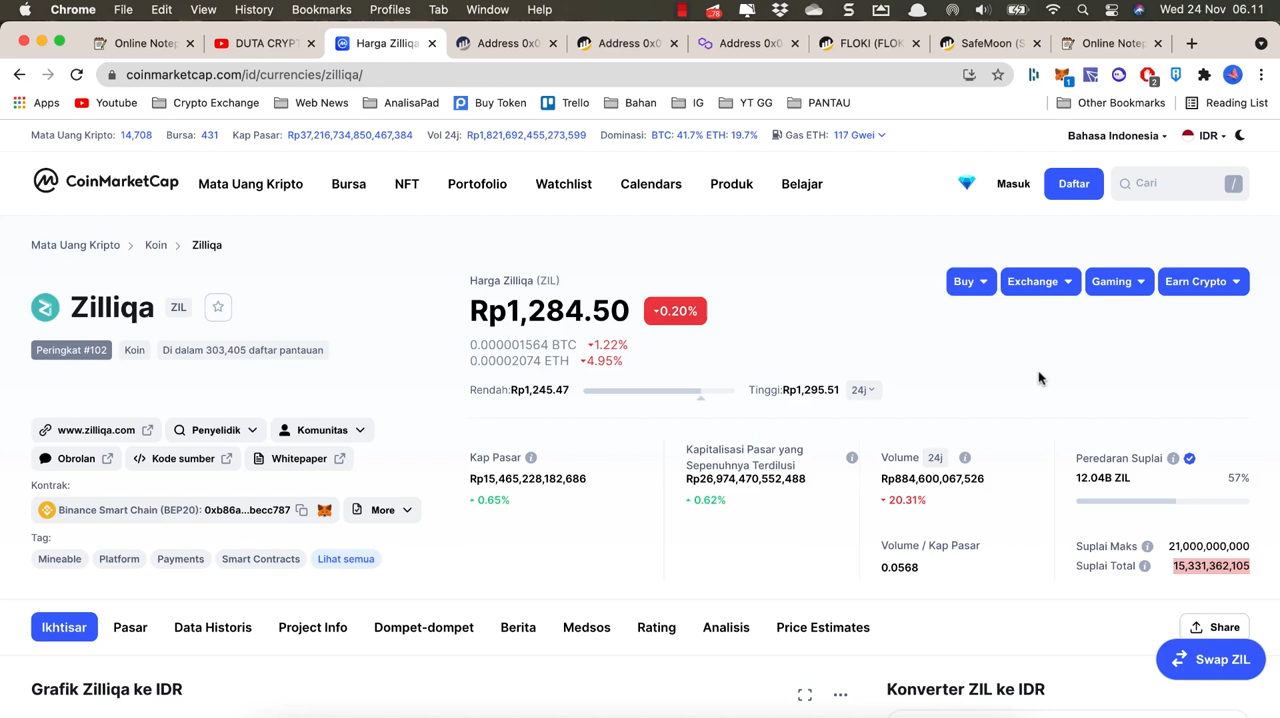 Chrome File Edit View History Bookmarks Profiles Tab Window Help 78 Wed 24 Nov 06.11
Online Notep DUTA CRYPT Harga Zilliqa Address 0x0 Address 0x0 Address 0x0 FLOKI (FLOK SafeMoon (S Online Notep
coinmarketcap.com/id/currencies/zilliqa/ 1 2
Apps Youtube Crypto Exchange Web News AnalisaPad Buy Token Trello Bahan IG YT GG PANTAU Other Bookmarks Reading List
Mata Uang Kripto: 14,708 Bursa: 431 Kap Pasar: Rp37,216,734,850,467,384 Vol 24j: Rp1,821,692,455,273,599 Dominasi: BTC: 41.7% ETH: 19.7% Gas ETH: 117 Gwei Bahasa Indonesia IDR
CoinMarketCap Mata Uang Kripto Bursa NFT Portofolio Watchlist Calendars Produk Belajar Masuk Daftar Cari /
Mata Uang Kripto > Koin > Zilliqa
Harga Zilliqa (ZIL)
Buy Exchange Gaming Earn Crypto
Zilliqa ZIL
Rp1,284.50 0.20%
0.000001564 BTC 1.22%
Peringkat #102 Koin Di dalam 303,405 daftar pantauan
0.00002074 ETH 4.95%
Rendah:Rp1,245.47 Tinggi:Rp1,295.51 24j
www.zilliqa.com Penyelidik Komunitas
Obrolan Kode sumber Whitepaper
Kap Pasar
Rp15,465,228,182,686
0.65%
Kapitalisasi Pasar yang
Sepenuhnya Terdilusi
Rp26,974,470,552,488
0.62%
Volume 24j
Rp884,600,067,526
20.31%
Volume / Kap Pasar
0.0568
Peredaran Suplai
12.04B ZIL 57%
Suplai Maks 21,000,000,000
Suplai Total 15,331,362,105
Kontrak:
Binance Smart Chain (BEP20): 0xb86a...becc787 More
Tag:
Mineable Platform Payments Smart Contracts Lihat semua
Ikhtisar Pasar Data Historis Project Info Dompet-dompet Berita Medsos Rating Analisis Price Estimates Share
Swap ZIL
Grafik Zilliqa ke IDR Konverter ZIL ke IDR